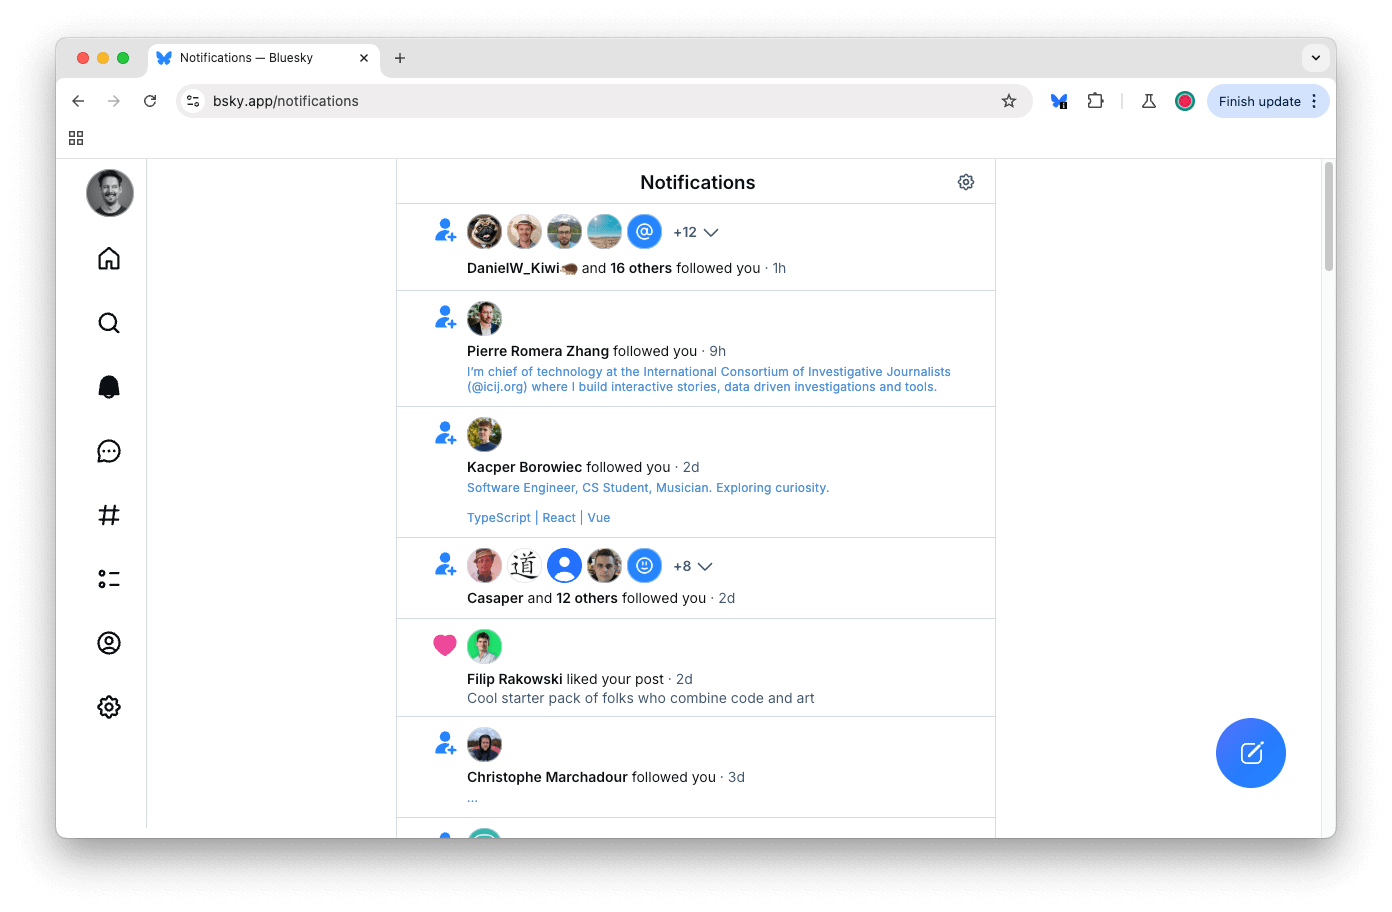 Notifications — Bluesky
bsky.app/notifications
Finish update
Notifications
@ +12
DanielW_Kiwi and 16 others followed you · 1h
Pierre Romera Zhang followed you · 9h
I'm chief of technology at the International Consortium of Investigative Journalists
(@icij.org) where I build interactive stories, data driven investigations and tools.
Kacper Borowiec followed you · 2d
Software Engineer, CS Student, Musician. Exploring curiosity.
TypeScript | React | Vue
道 +8
Casaper and 12 others followed you · 2d
Filip Rakowski liked your post · 2d
Cool starter pack of folks who combine code and art
Christophe Marchadour followed you · 3d
...